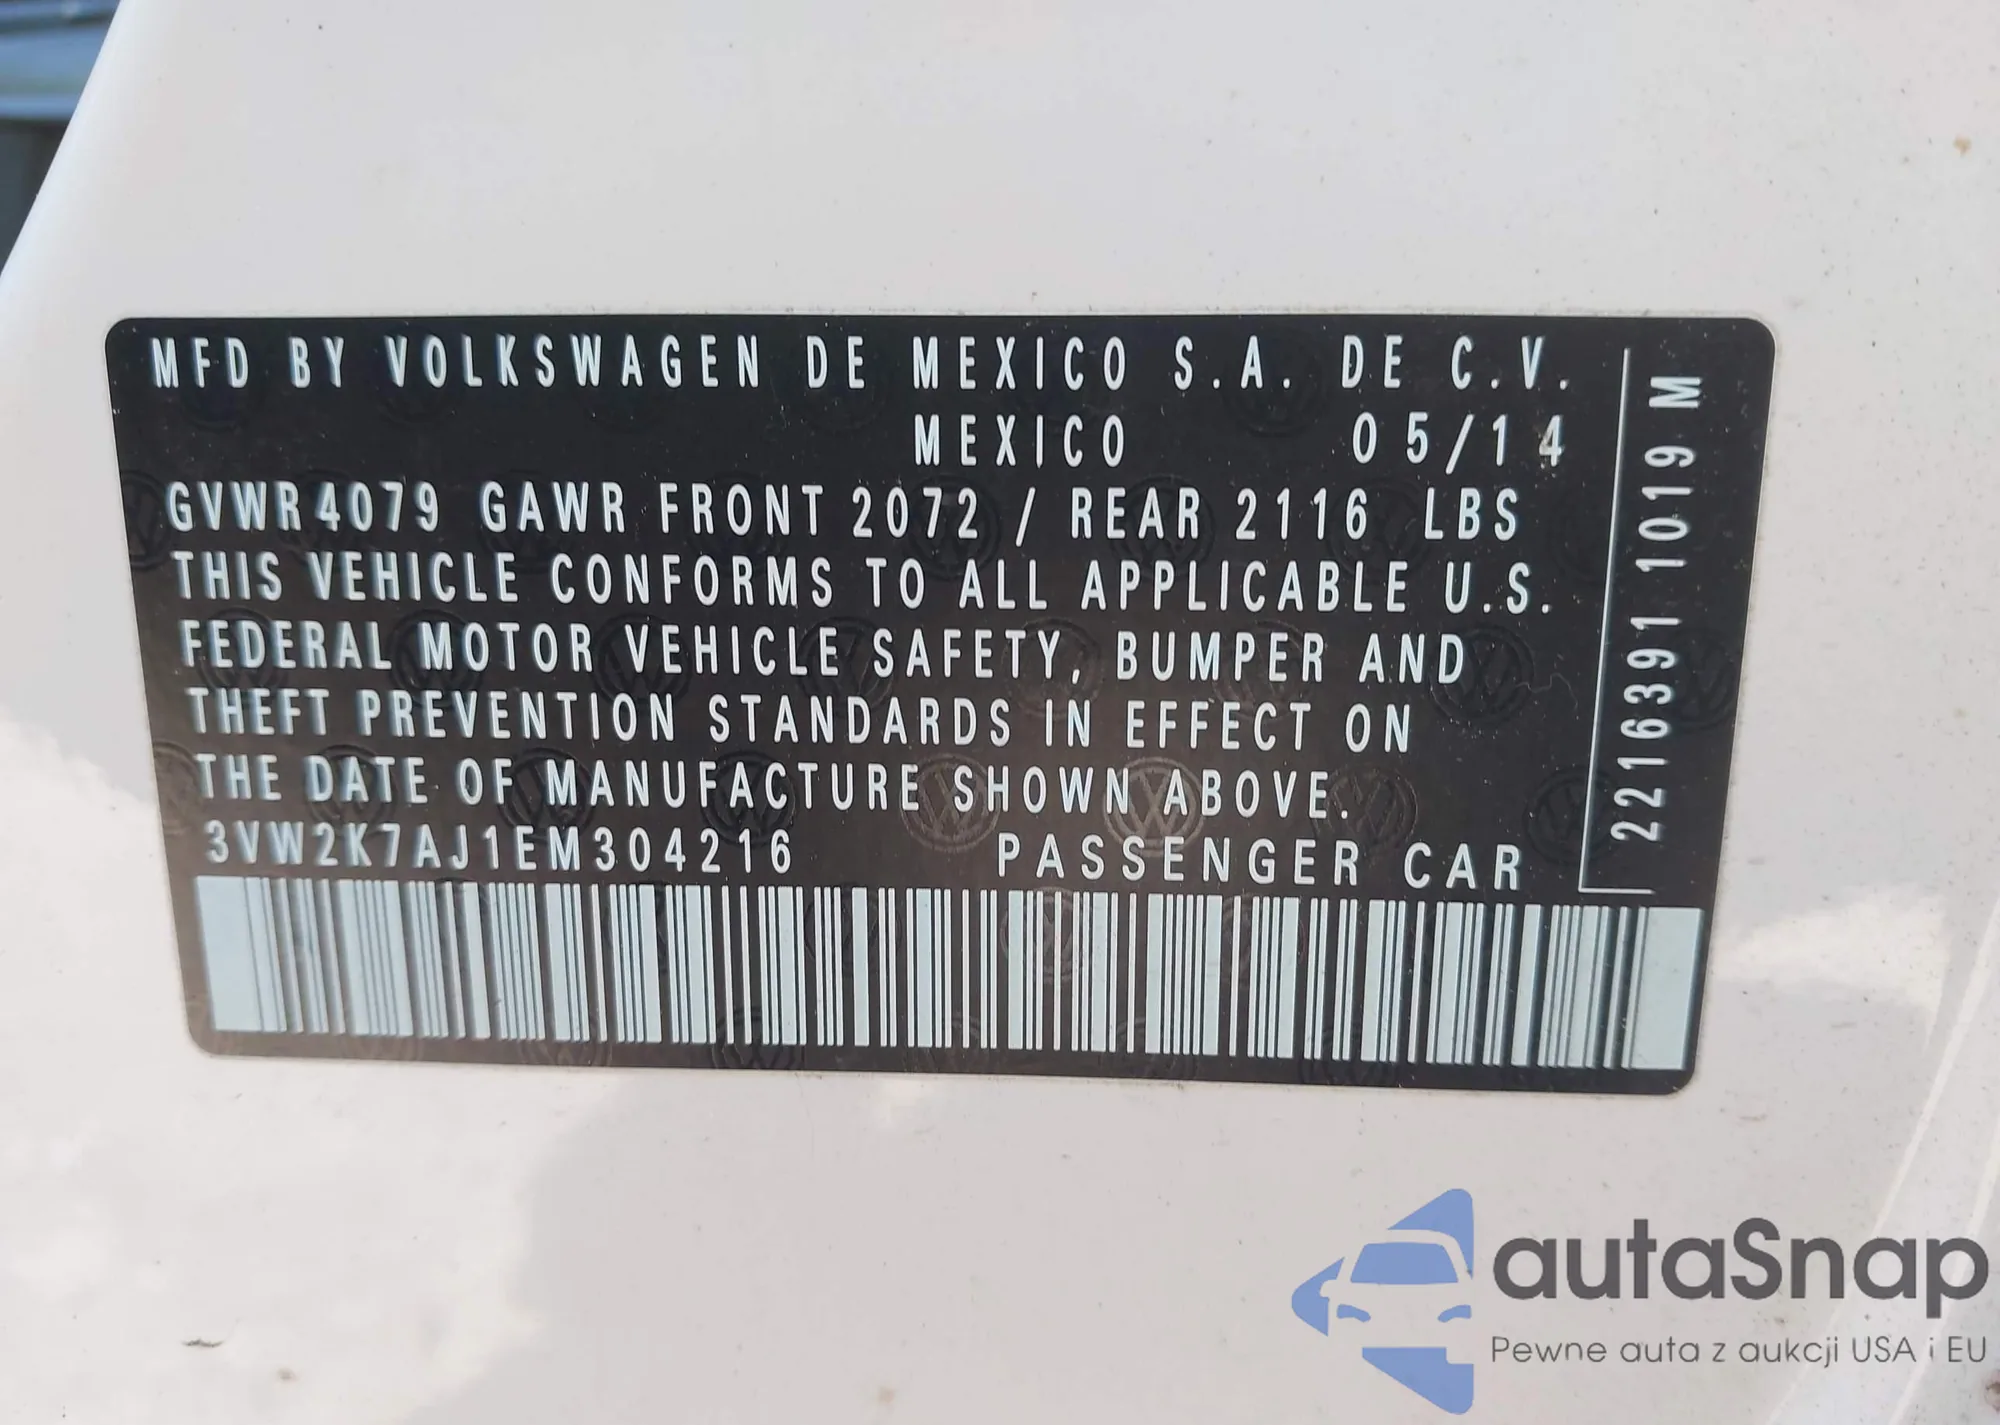 MFD BY VOLKSWAGEN DE MEXICO S.A. DE C.V.
MEXICO 05/14
GVWR 4079 GAWR FRONT 2072 / REAR 2116 LBS
THIS VEHICLE CONFORMS TO ALL APPLICABLE U.S.
FEDERAL MOTOR VEHICLE SAFETY, BUMPER AND
THEFT PREVENTION STANDARDS IN EFFECT ON
THE DATE OF MANUFACTURE SHOWN ABOVE.
3VW2K7AJ1EM304216 PASSENGER CAR
2216391 1019 M
autaSnap
Pewne auta z aukcji USA i EU